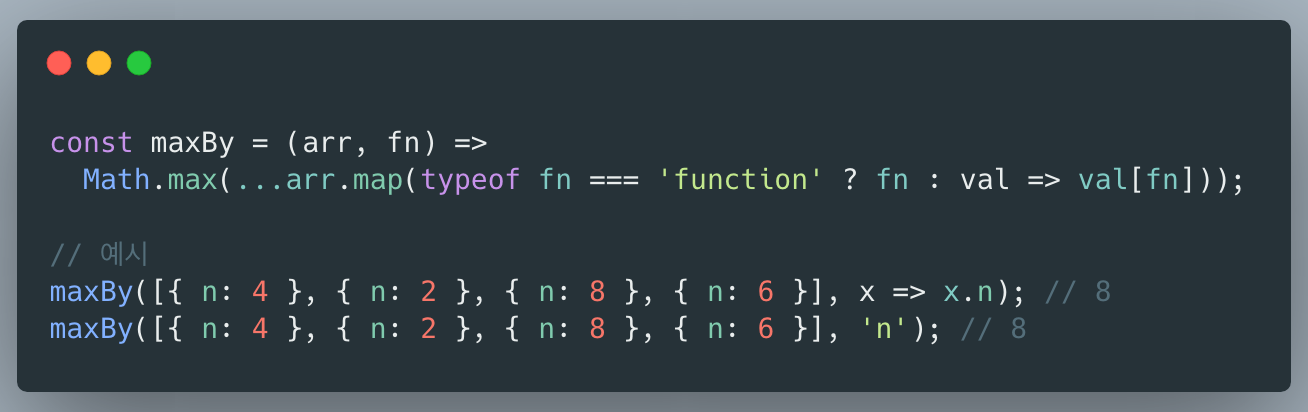 const maxBy = (arr, fn) =>
  Math.max(...arr.map(typeof fn === 'function' ? fn : val => val[fn]));
// 예시
maxBy([{ n: 4 }, { n: 2 }, { n: 8 }, { n: 6 }], x => x.n); // 8
maxBy([{ n: 4 }, { n: 2 }, { n: 8 }, { n: 6 }], 'n'); // 8